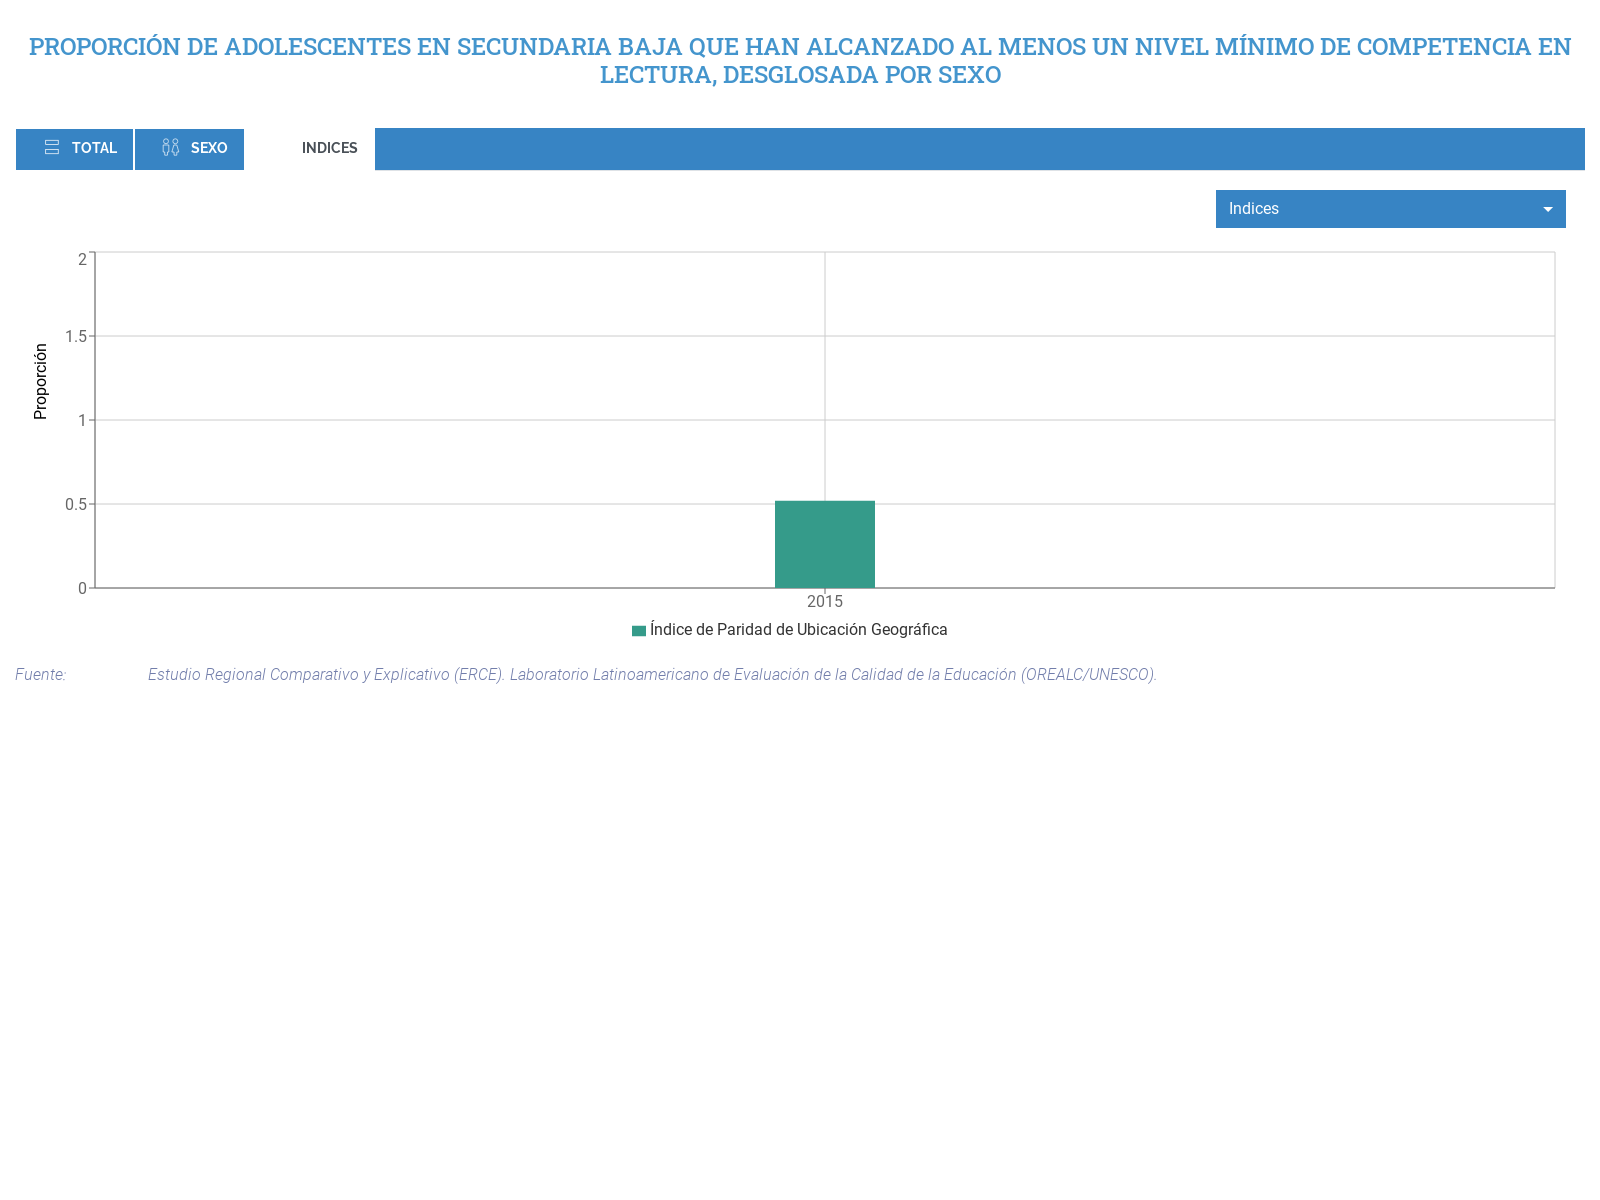 PROPORCIÓN DE ADOLESCENTES EN SECUNDARIA BAJA QUE HAN ALCANZADO AL MENOS UN NIVEL MÍNIMO DE COMPETENCIA EN
LECTURA, DESGLOSADA POR SEXO
TOTAL SEXO INDICES
Indices
Proporción
2
1.5
1
0.5
0
2015
Índice de Paridad de Ubicación Geográfica
Fuente: Estudio Regional Comparativo y Explicativo (ERCE). Laboratorio Latinoamericano de Evaluación de la Calidad de la Educación (OREALC/UNESCO).